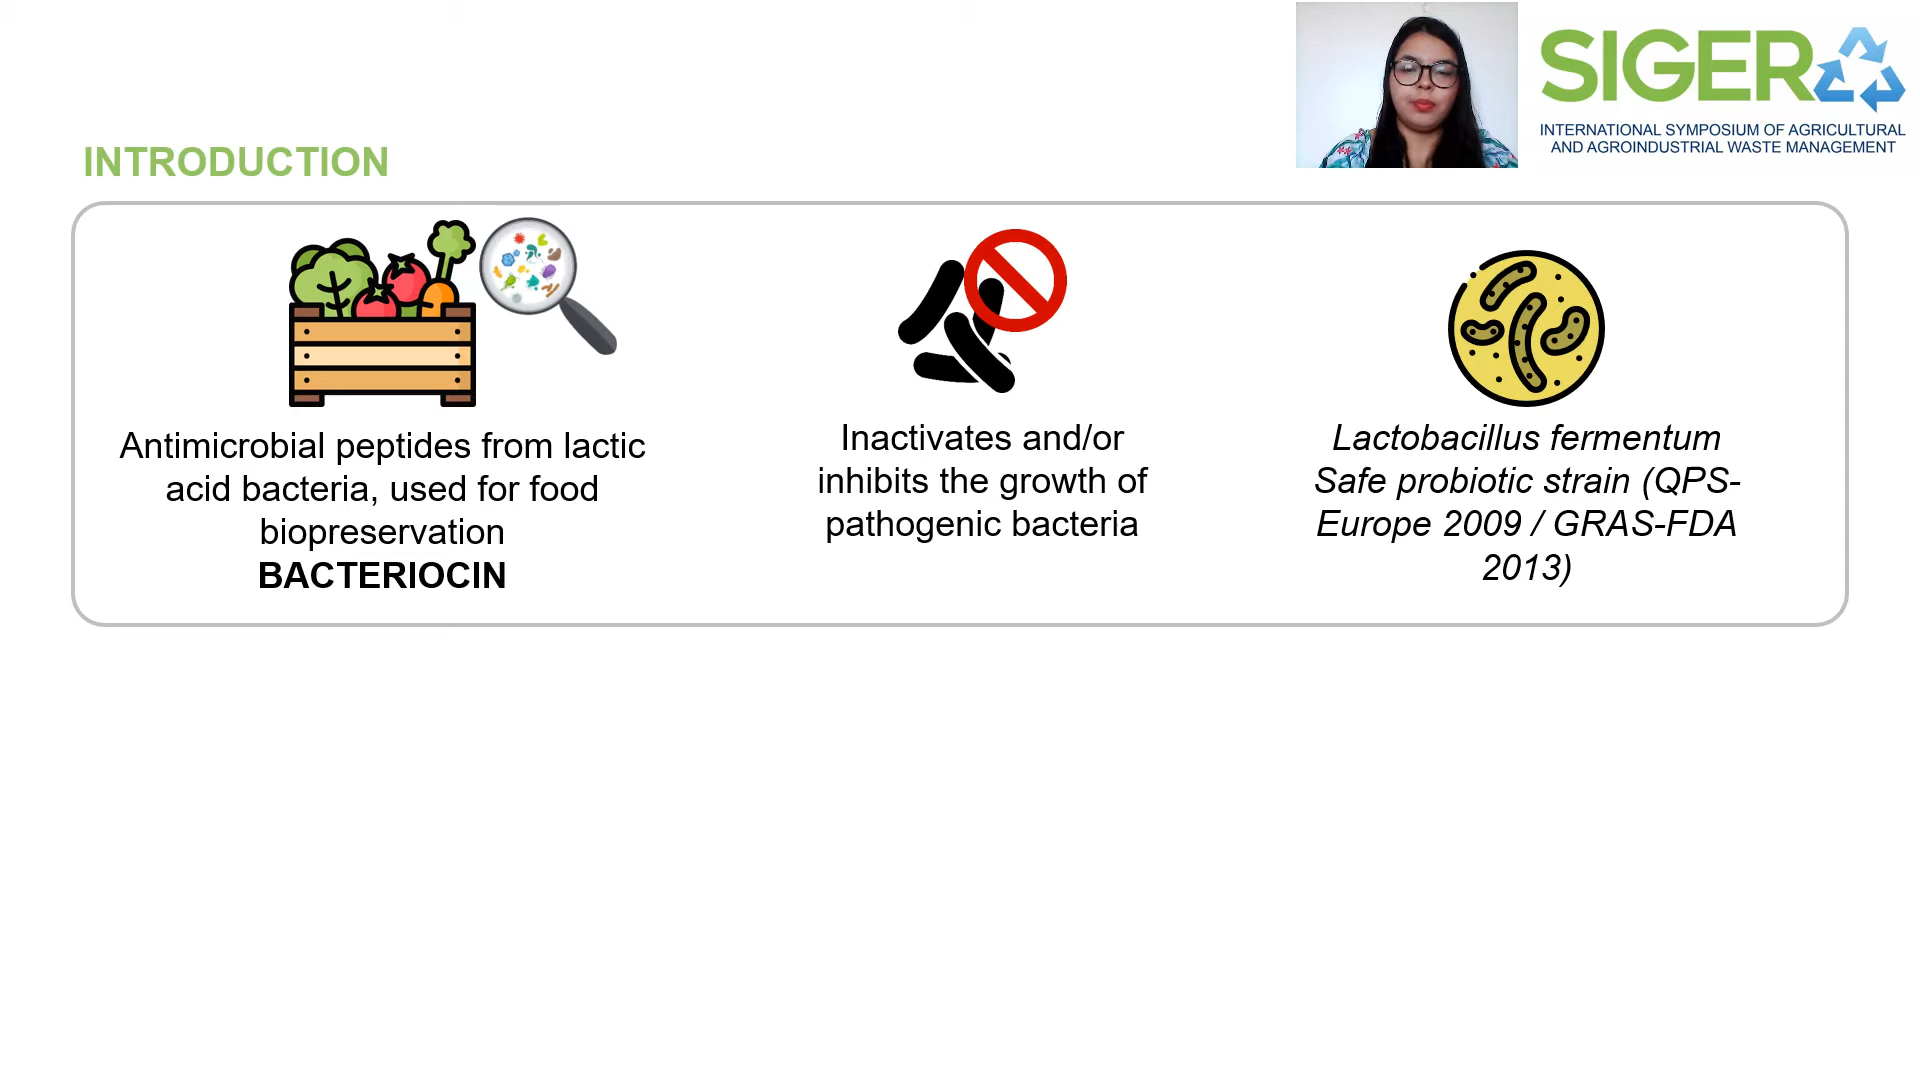 SIGER
INTERNATIONAL SYMPOSIUM OF AGRICULTURAL
AND AGROINDUSTRIAL WASTE MANAGEMENT
INTRODUCTION
Antimicrobial peptides from lactic
acid bacteria, used for food
biopreservation
BACTERIOCIN
Inactivates and/or
inhibits the growth of
pathogenic bacteria
Lactobacillus fermentum
Safe probiotic strain (QPS-
Europe 2009 / GRAS-FDA
2013)